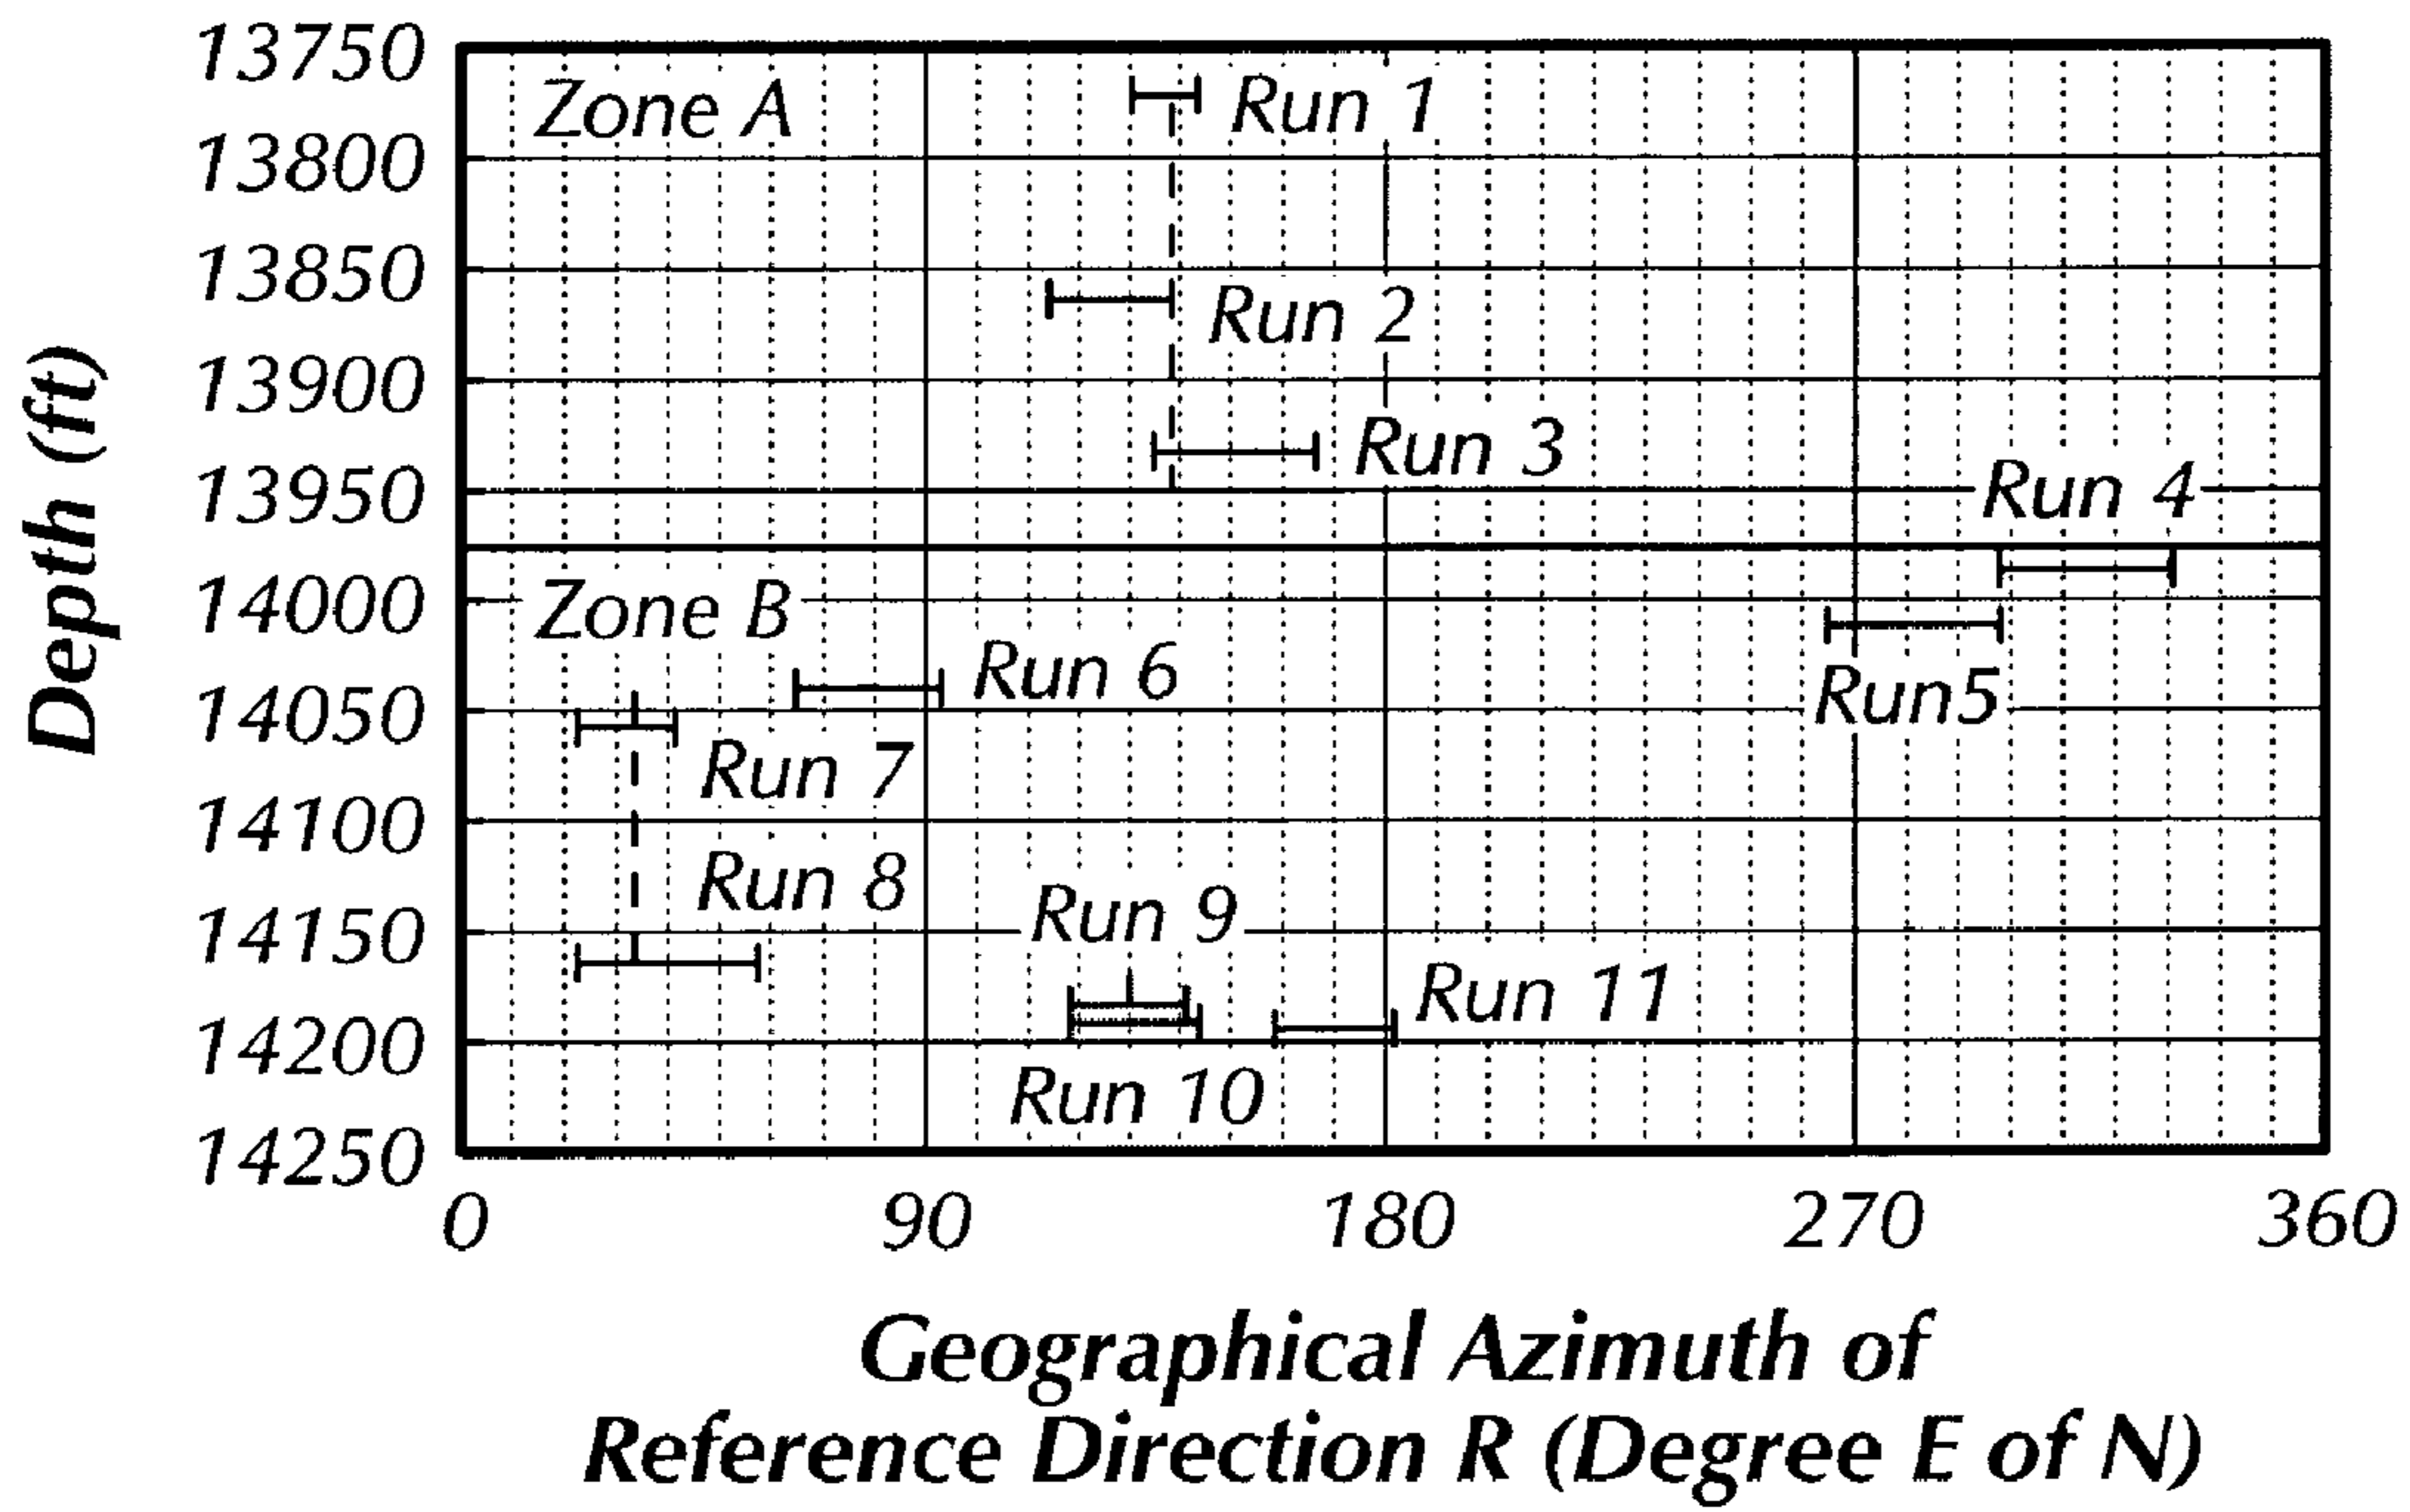 13750
Zone A
Run 1
13800
13850
Run 2
13900
Run 3
13950
Run 4
14000
Zone B
Run 6
Run5
14050
Run 7
14100
Run 8
Run 9
14150
Run 11
14200
Run 10
14250
0 90 180 270 360
Depth (ft)
Geographical Azimuth of
Reference Direction R (Degree E of N)